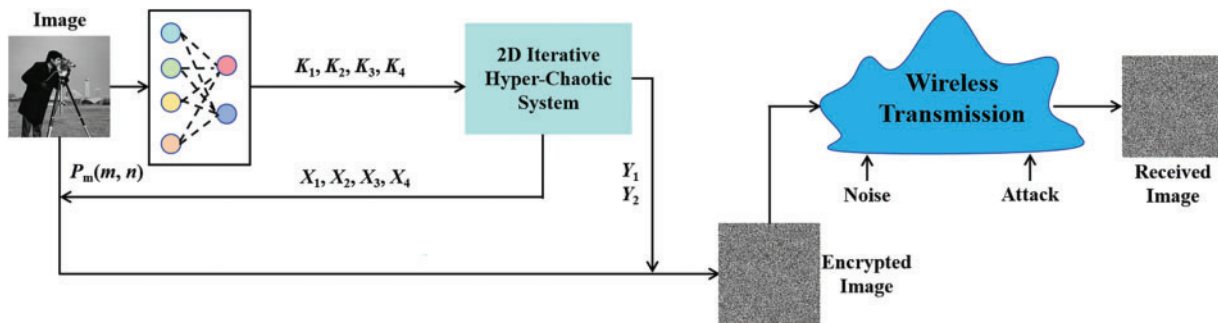 Image
K1, K2, K3, K4
2D Iterative
Hyper-Chaotic
System
Wireless
Transmission
Pm(m, n)
X1, X2, X3, X4
Y1
Y2
Noise
Attack
Received
Image
Encrypted
Image